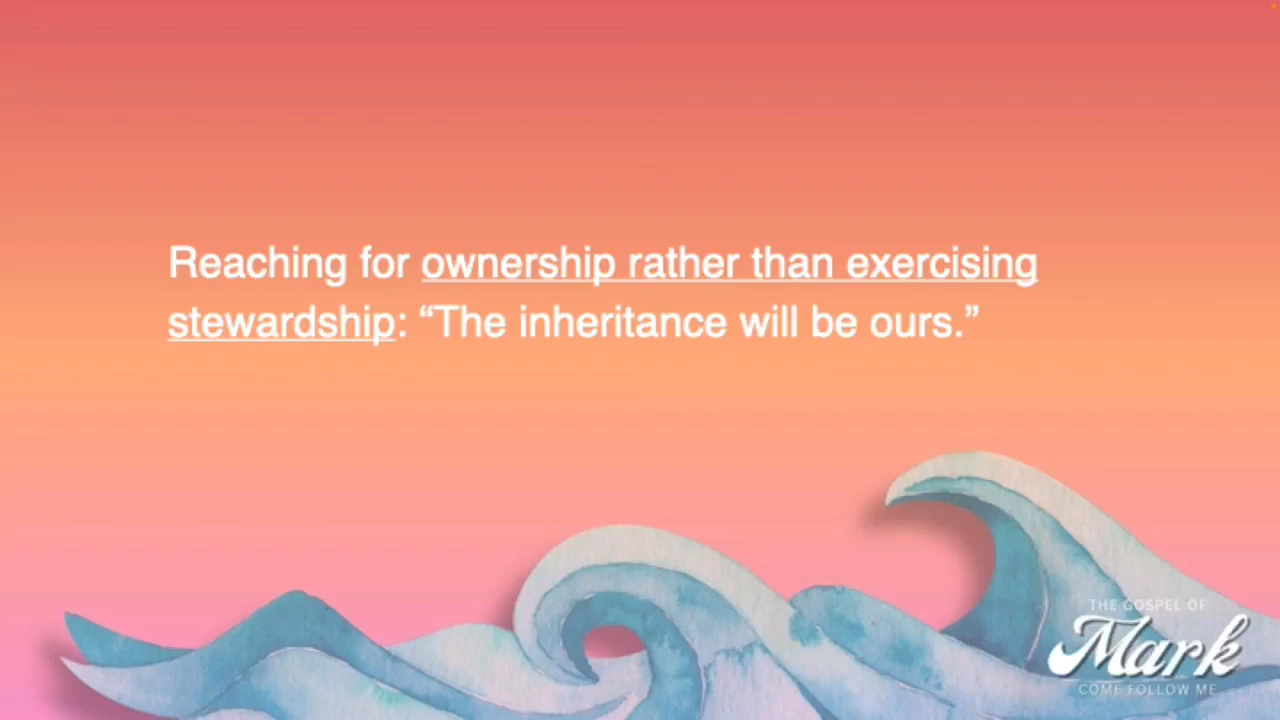 Reaching for ownership rather than exercising
stewardship: “The inheritance will be ours.”
THE GOSPEL OF
Mark
COME FOLLOW ME